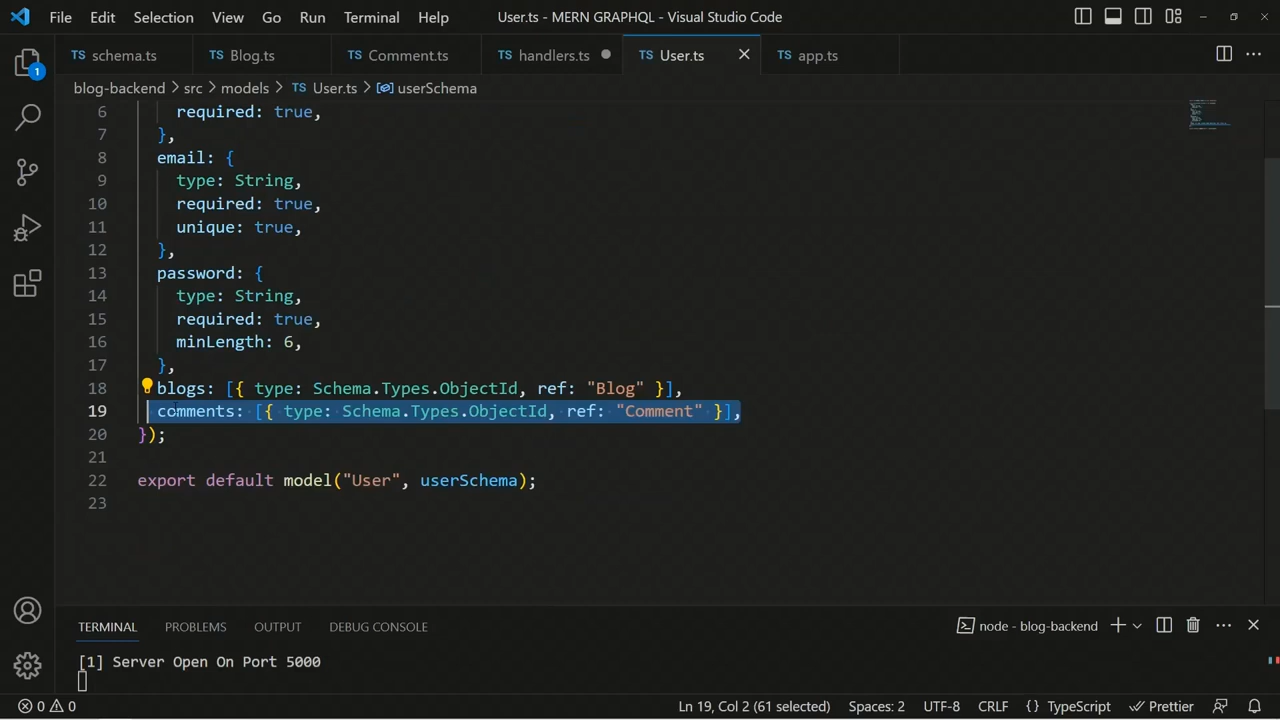 File Edit Selection View Go Run Terminal Help User.ts - MERN GRAPHQL - Visual Studio Code
TS schema.ts TS Blog.ts TS Comment.ts TS handlers.ts TS User.ts TS app.ts
blog-backend > src > models > TS User.ts > userSchema
1
6 required: true,
7 },
8 email: {
9 type: String,
10 required: true,
11 unique: true,
12 },
13 password: {
14 type: String,
15 required: true,
16 minLength: 6,
17 },
18 blogs: [{ type: Schema.Types.ObjectId, ref: "Blog" }],
19 comments: [{ type: Schema.Types.ObjectId, ref: "Comment" }],
20 });
21
22 export default model("User", userSchema);
23
TERMINAL PROBLEMS OUTPUT DEBUG CONSOLE node - blog-backend
[1] Server Open On Port 5000
0 0 Ln 19, Col 2 (61 selected) Spaces: 2 UTF-8 CRLF {} TypeScript Prettier